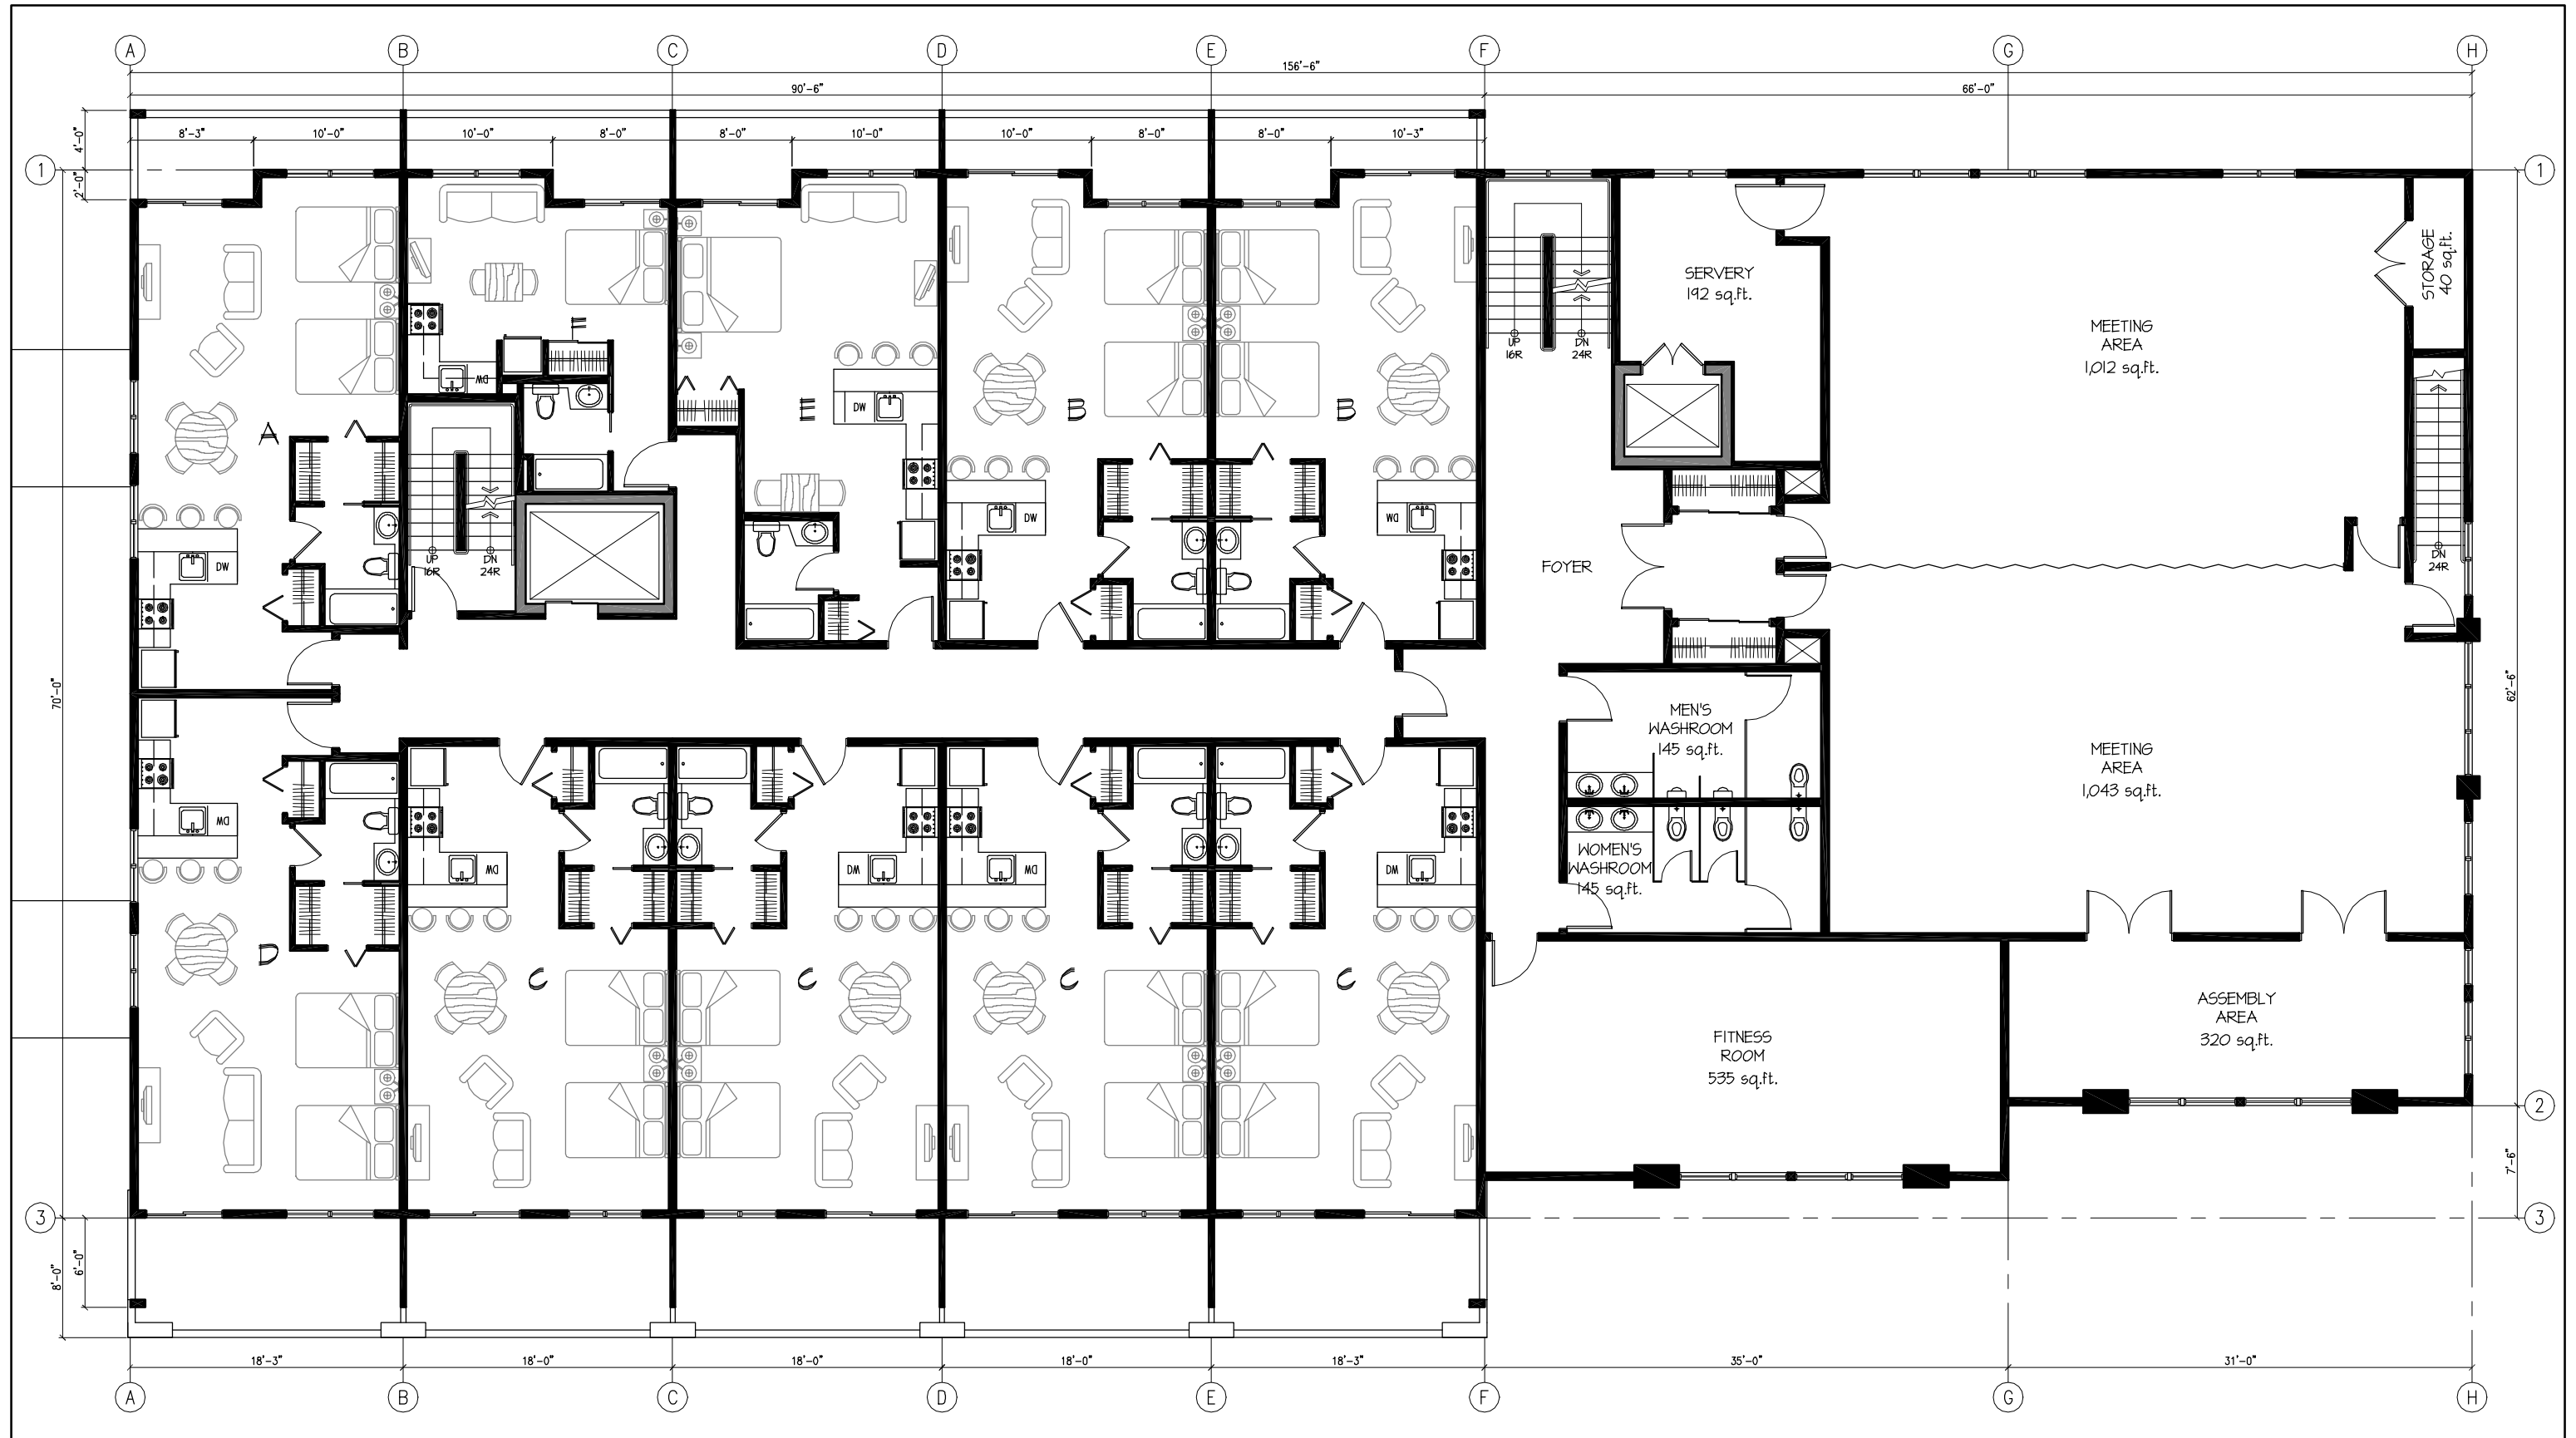 A B C D E F G H
156'-6"
90'-6" 66'-0"
4'-0"
8'-3" 10'-0" 10'-0" 8'-0" 8'-0" 10'-0" 10'-0" 8'-0" 8'-0" 10'-3"
1 1
2'-0"
STORAGE
40 sq.ft.
SERVERY
192 sq.ft.
E
MEETING
AREA
1,012 sq.ft.
UP
16R
DN
24R
DW
A
E
DW
B
B
DW
DW
UP
16R
DN
24R
DW
FOYER
DN
24R
70'-0"
62'-6"
MEN'S
WASHROOM
145 sq.ft.
MEETING
AREA
1,043 sq.ft.
DW
WOMEN'S
WASHROOM
145 sq.ft.
DW
DW
DW
DW
D
C
C
C
C
ASSEMBLY
AREA
320 sq.ft.
FITNESS
ROOM
535 sq.ft.
2
7'-6"
3 3
6'-0"
8'-0"
18'-3" 18'-0" 18'-0" 18'-0" 18'-3" 35'-0" 31'-0"
A B C D E F G H